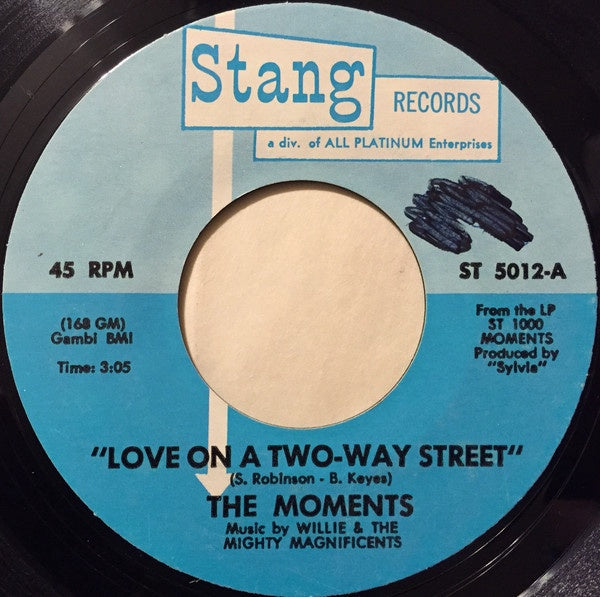 Stang
RECORDS
a div. of ALL PLATINUM Enterprises
45 RPM
ST 5012-A
(168 GM)
Gambi BMI
Time: 3:05
From the LP
ST 1000
MOMENTS
Produced by
"Sylvia"
"LOVE ON A TWO-WAY STREET"
(S. Robinson - B. Keyes)
THE MOMENTS
Music by WILLIE & THE
MIGHTY MAGNIFICENTS